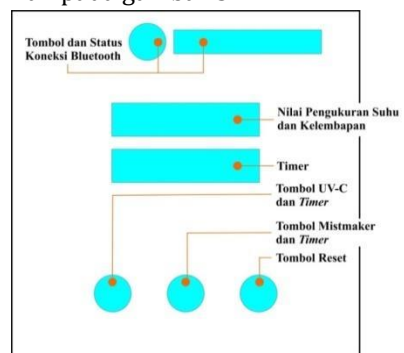 Tombol dan Status
Koneksi Bluetooth
Nilai Pengukuran Suhu
dan Kelembapan
Timer
Tombol UV-C
dan Timer
Tombol Mistmaker
dan Timer
Tombol Reset